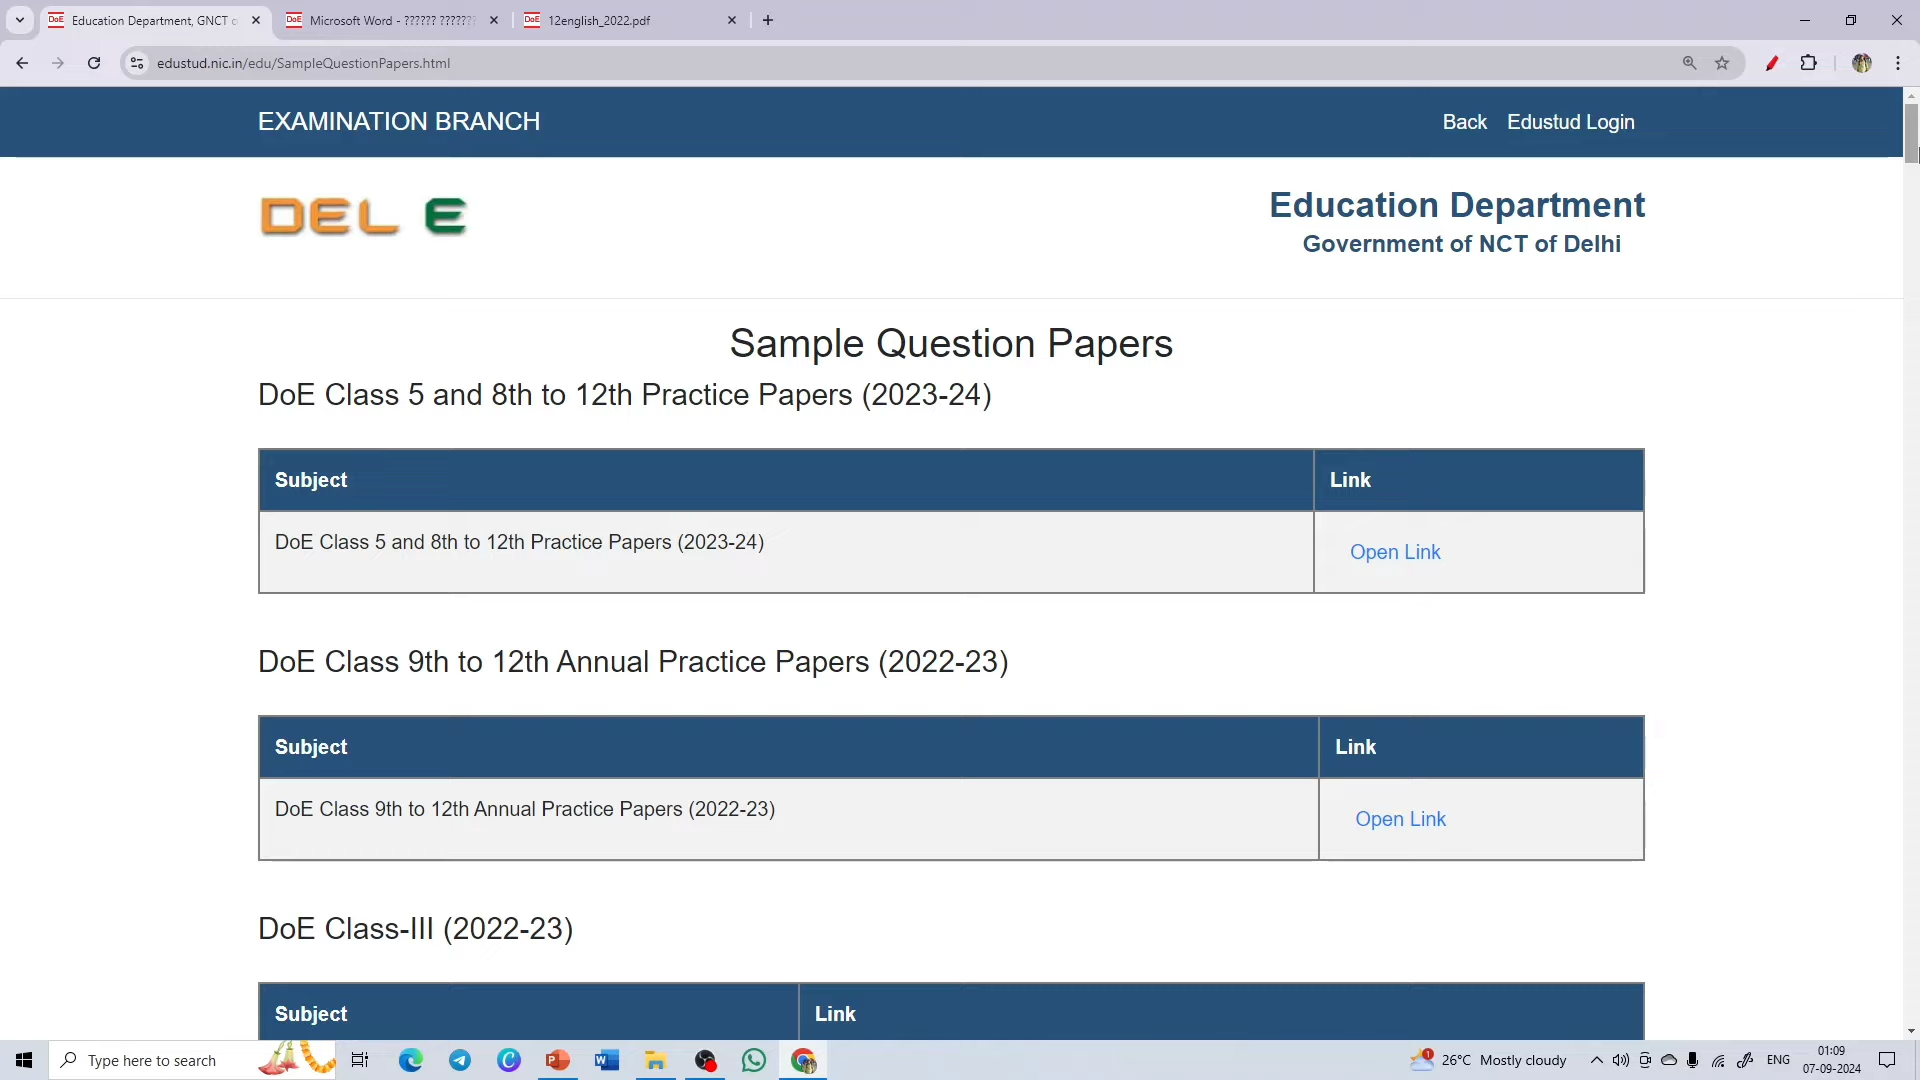 Education Department, GNCT
Microsoft Word - ?????? ???????
12english_2022.pdf
edustud.nic.in/edu/SampleQuestionPapers.html
EXAMINATION BRANCH
Back Edustud Login
DEL E
Education Department
Government of NCT of Delhi
Sample Question Papers
DoE Class 5 and 8th to 12th Practice Papers (2023-24)
Subject Link
DoE Class 5 and 8th to 12th Practice Papers (2023-24) Open Link
DoE Class 9th to 12th Annual Practice Papers (2022-23)
Subject Link
DoE Class 9th to 12th Annual Practice Papers (2022-23) Open Link
DoE Class-III (2022-23)
Subject Link
Type here to search
26°C Mostly cloudy
ENG
01:09
07-09-2024